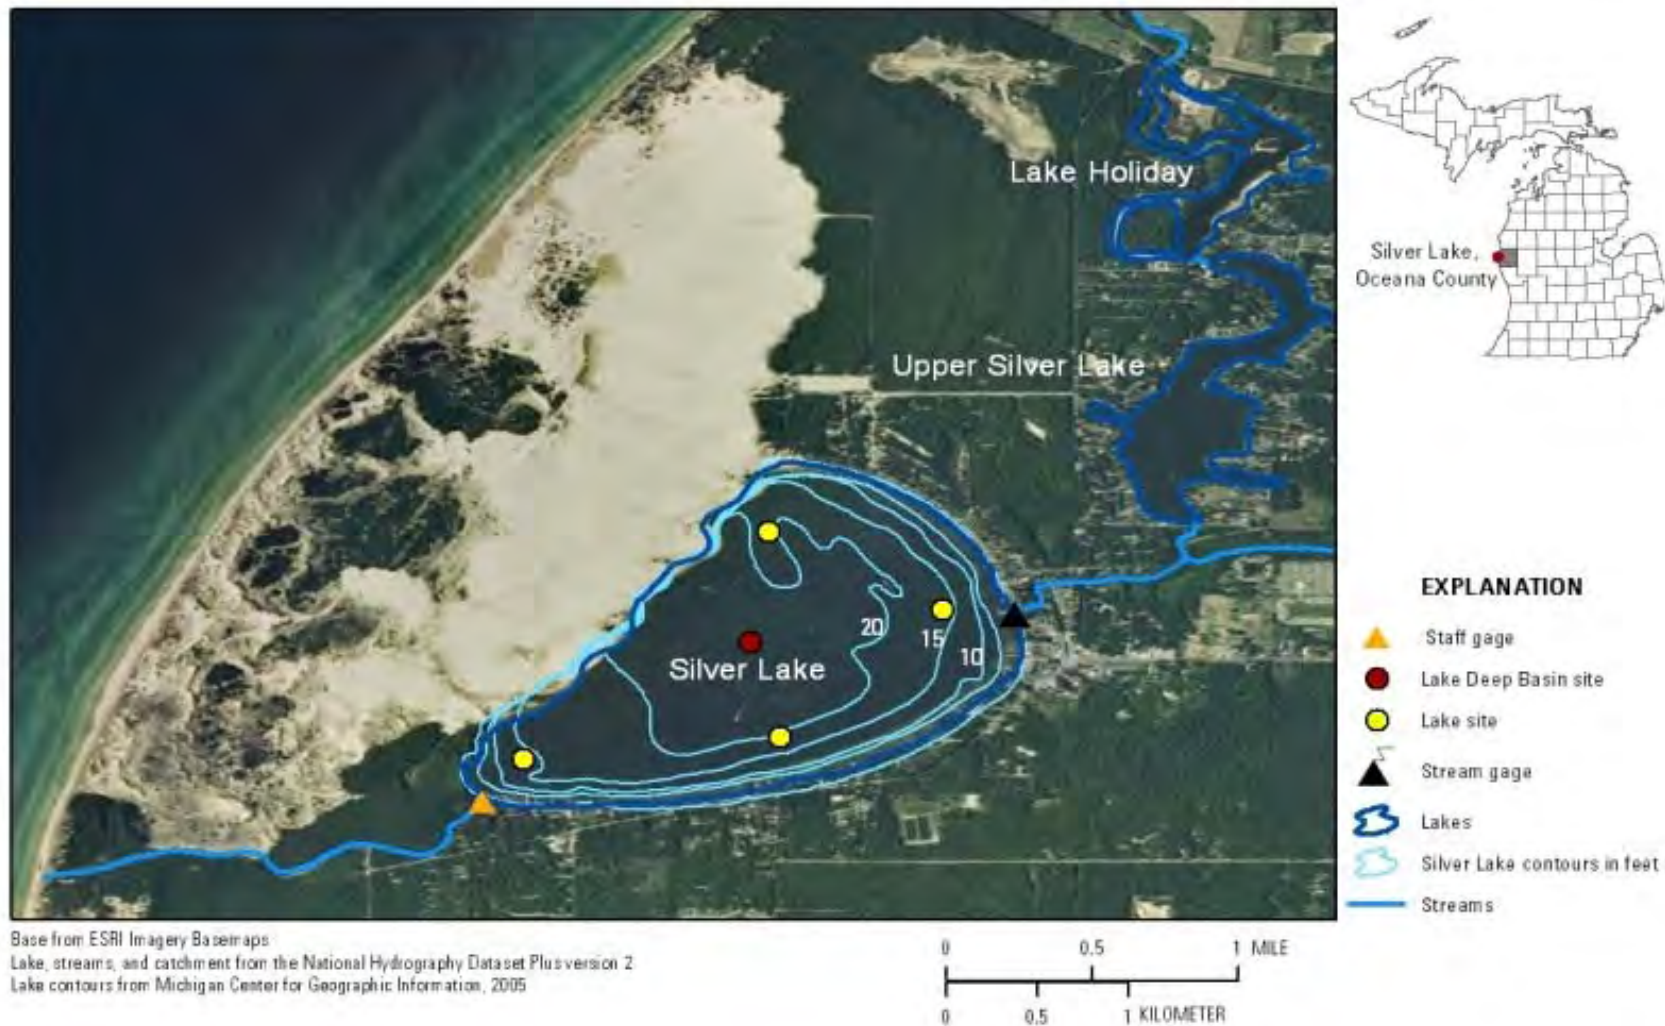 Lake Holiday
Upper Silver Lake
20
15
10
Silver Lake
Silver Lake,
Oceana County
EXPLANATION
Staff gage
Lake Deep Basin site
Lake site
Stream gage
Lakes
Silver Lake contours in feet
Streams
Base from ESRI Imagery Basemaps
Lake, streams, and catchment from the National Hydrography Dataset Plus version 2
Lake contours from Michigan Center for Geographic Information, 2005
0 0.5 1 MILE
0 0.5 1 KILOMETER